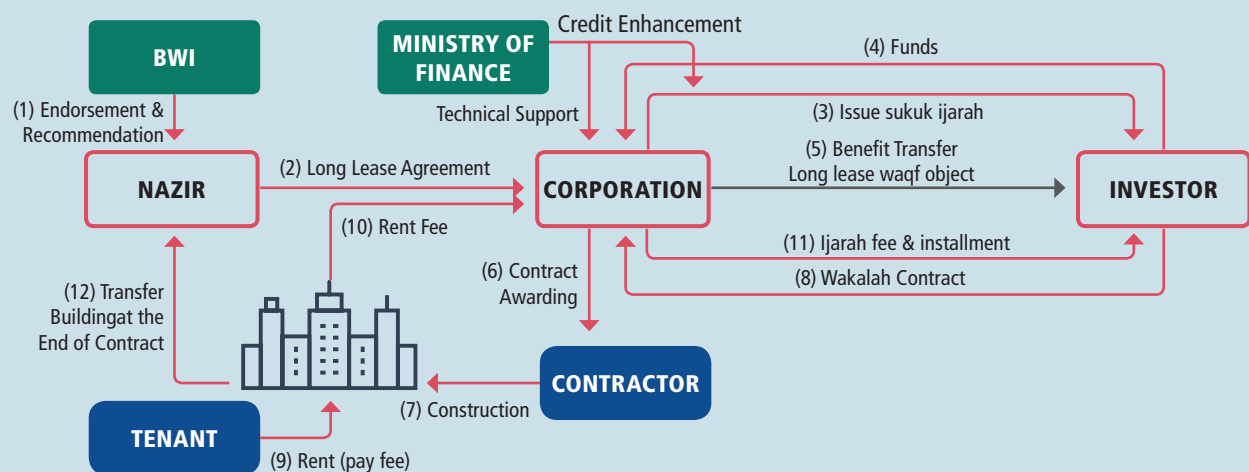 Credit Enhancement
BWI
MINISTRY OF
FINANCE
(4) Funds
(1) Endorsement &
Recommendation
Technical Support
(3) Issue sukuk ijarah
(5) Benefit Transfer
Long lease waqf object
NAZIR
(2) Long Lease Agreement
CORPORATION
INVESTOR
(10) Rent Fee
(11) Ijarah fee & installment
(6) Contract
Awarding
(8) Wakalah Contract
(12) Transfer
Buildingat the
End of Contract
CONTRACTOR
(7) Construction
TENANT
(9) Rent (pay fee)